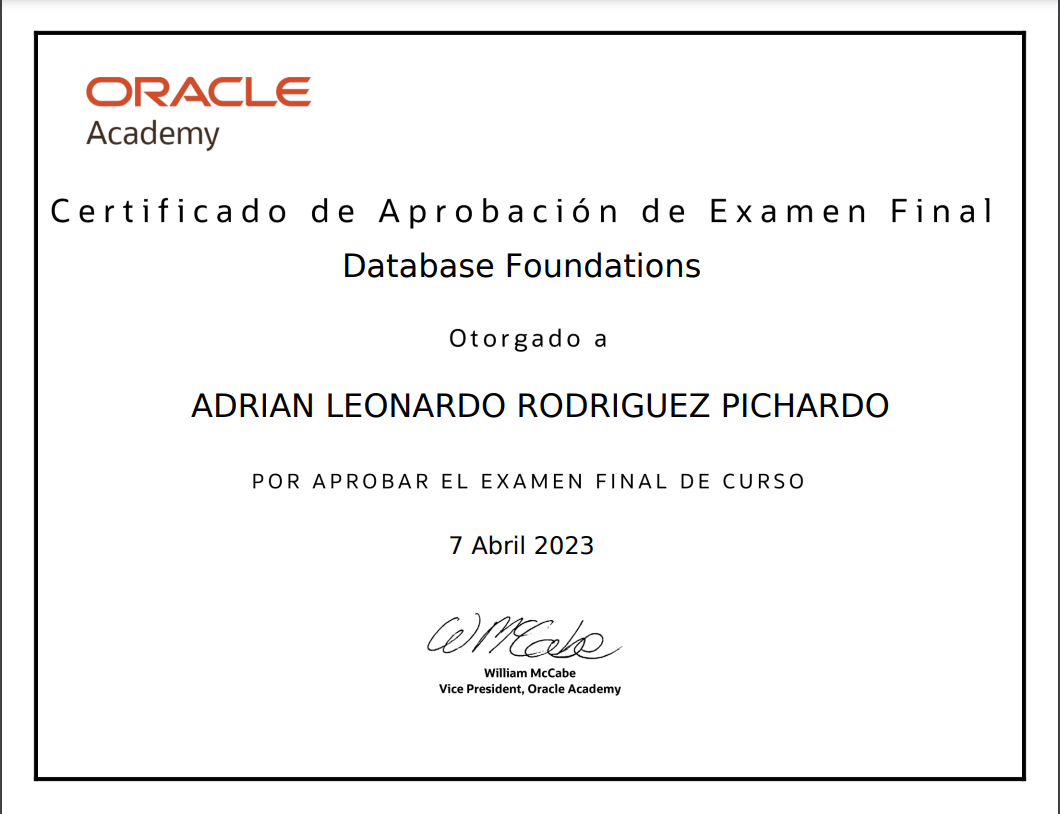 ORACLE
Academy
Certificado de Aprobación de Examen Final
Database Foundations
Otorgado a
ADRIAN LEONARDO RODRIGUEZ PICHARDO
POR APROBAR EL EXAMEN FINAL DE CURSO
7 Abril 2023
W McCabe
William McCabe
Vice President, Oracle Academy